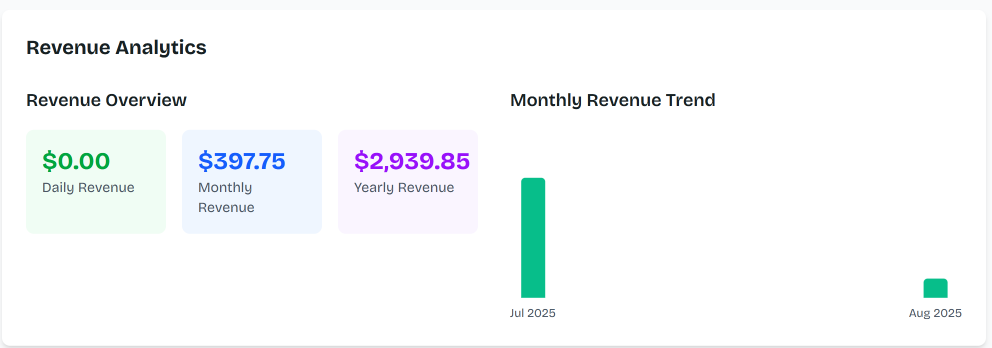 Revenue Analytics
Revenue Overview
$0.00
Daily Revenue
$397.75
Monthly
Revenue
$2,939.85
Yearly Revenue
Monthly Revenue Trend
Jul 2025
Aug 2025